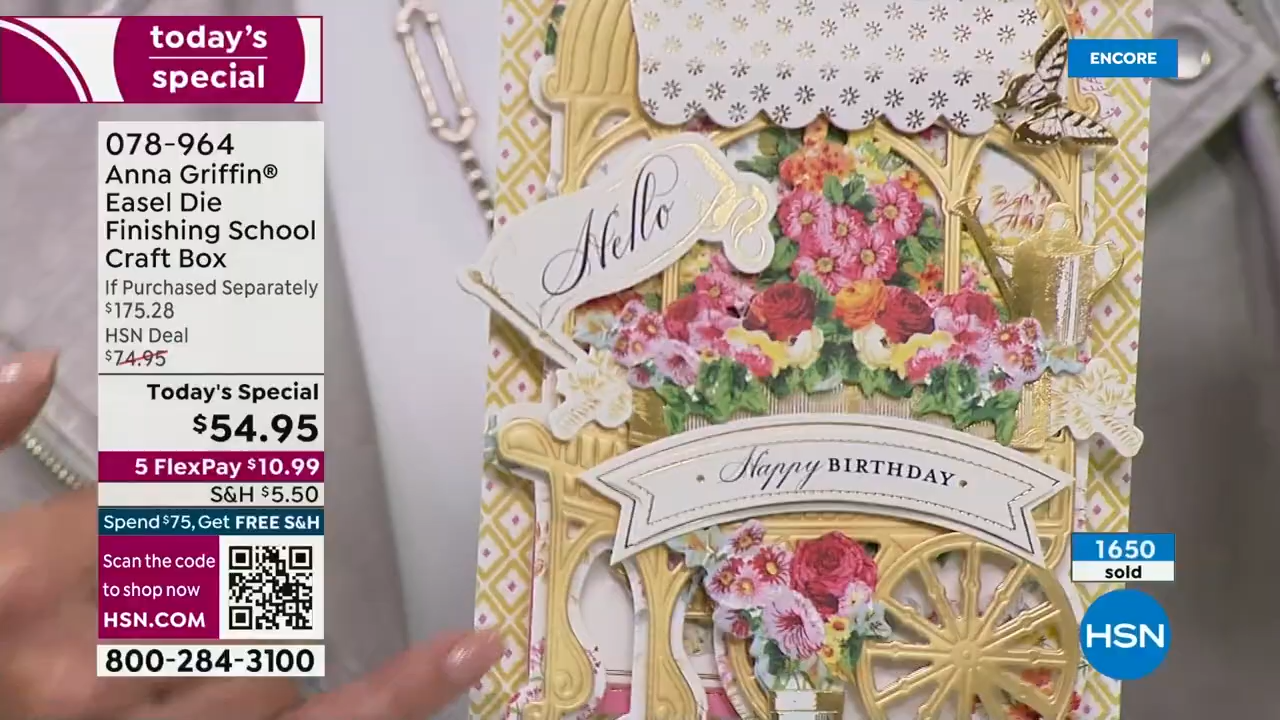 today's
special
078-964
Anna Griffin®
Easel Die
Finishing School
Craft Box
If Purchased Separately
$175.28
HSN Deal
$74.95
Today's Special
$54.95
5 FlexPay $10.99
S&H $5.50
Spend $75, Get FREE S&H
Scan the code
to shop now
HSN.COM
800-284-3100
ENCORE
Hello
Happy BIRTHDAY
1650
sold
HSN